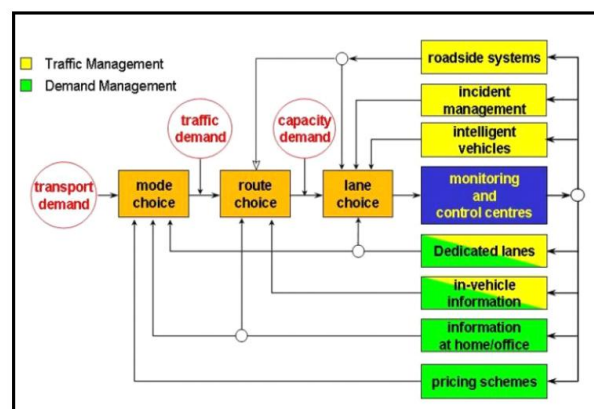 Traffic Management
Demand Management
roadside systems
incident
management
intelligent
vehicles
traffic
demand
capacity
demand
transport
demand
mode
choice
route
choice
lane
choice
monitoring
and
control centres
Dedicated lanes
in-vehicle
information
information
at home/office
pricing schemes